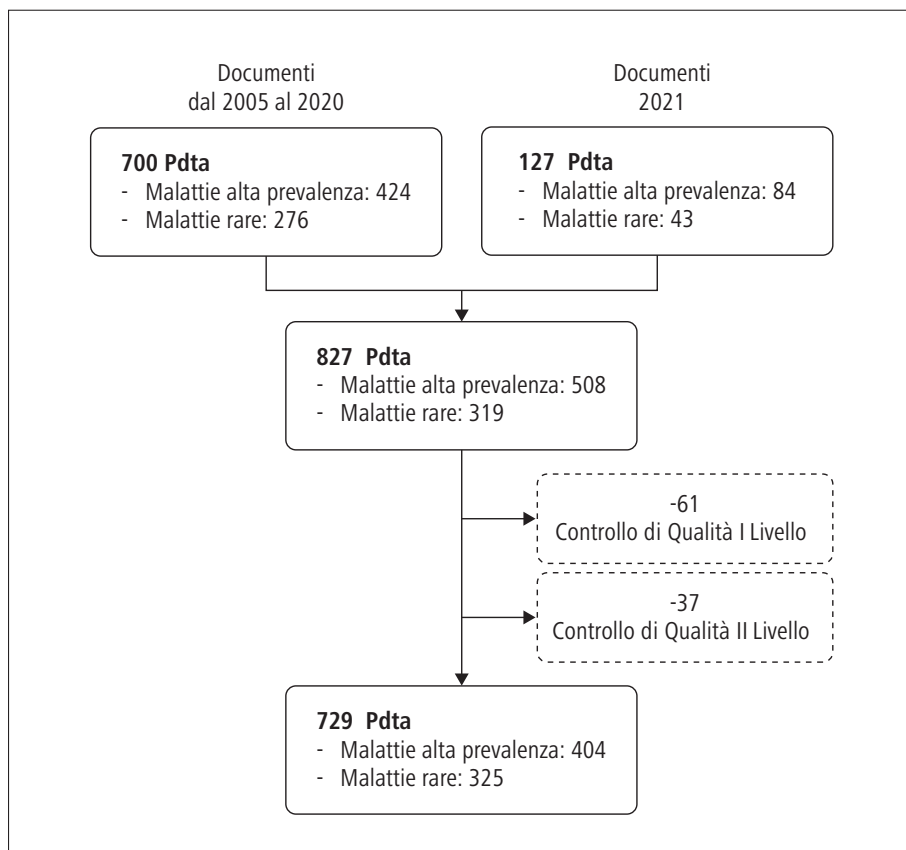 Documenti
dal 2005 al 2020
Documenti
2021
700 Pdta
- Malattie alta prevalenza: 424
- Malattie rare: 276
127 Pdta
- Malattie alta prevalenza: 84
- Malattie rare: 43
827 Pdta
- Malattie alta prevalenza: 508
- Malattie rare: 319
-61
Controllo di Qualità I Livello
-37
Controllo di Qualità II Livello
729 Pdta
- Malattie alta prevalenza: 404
- Malattie rare: 325